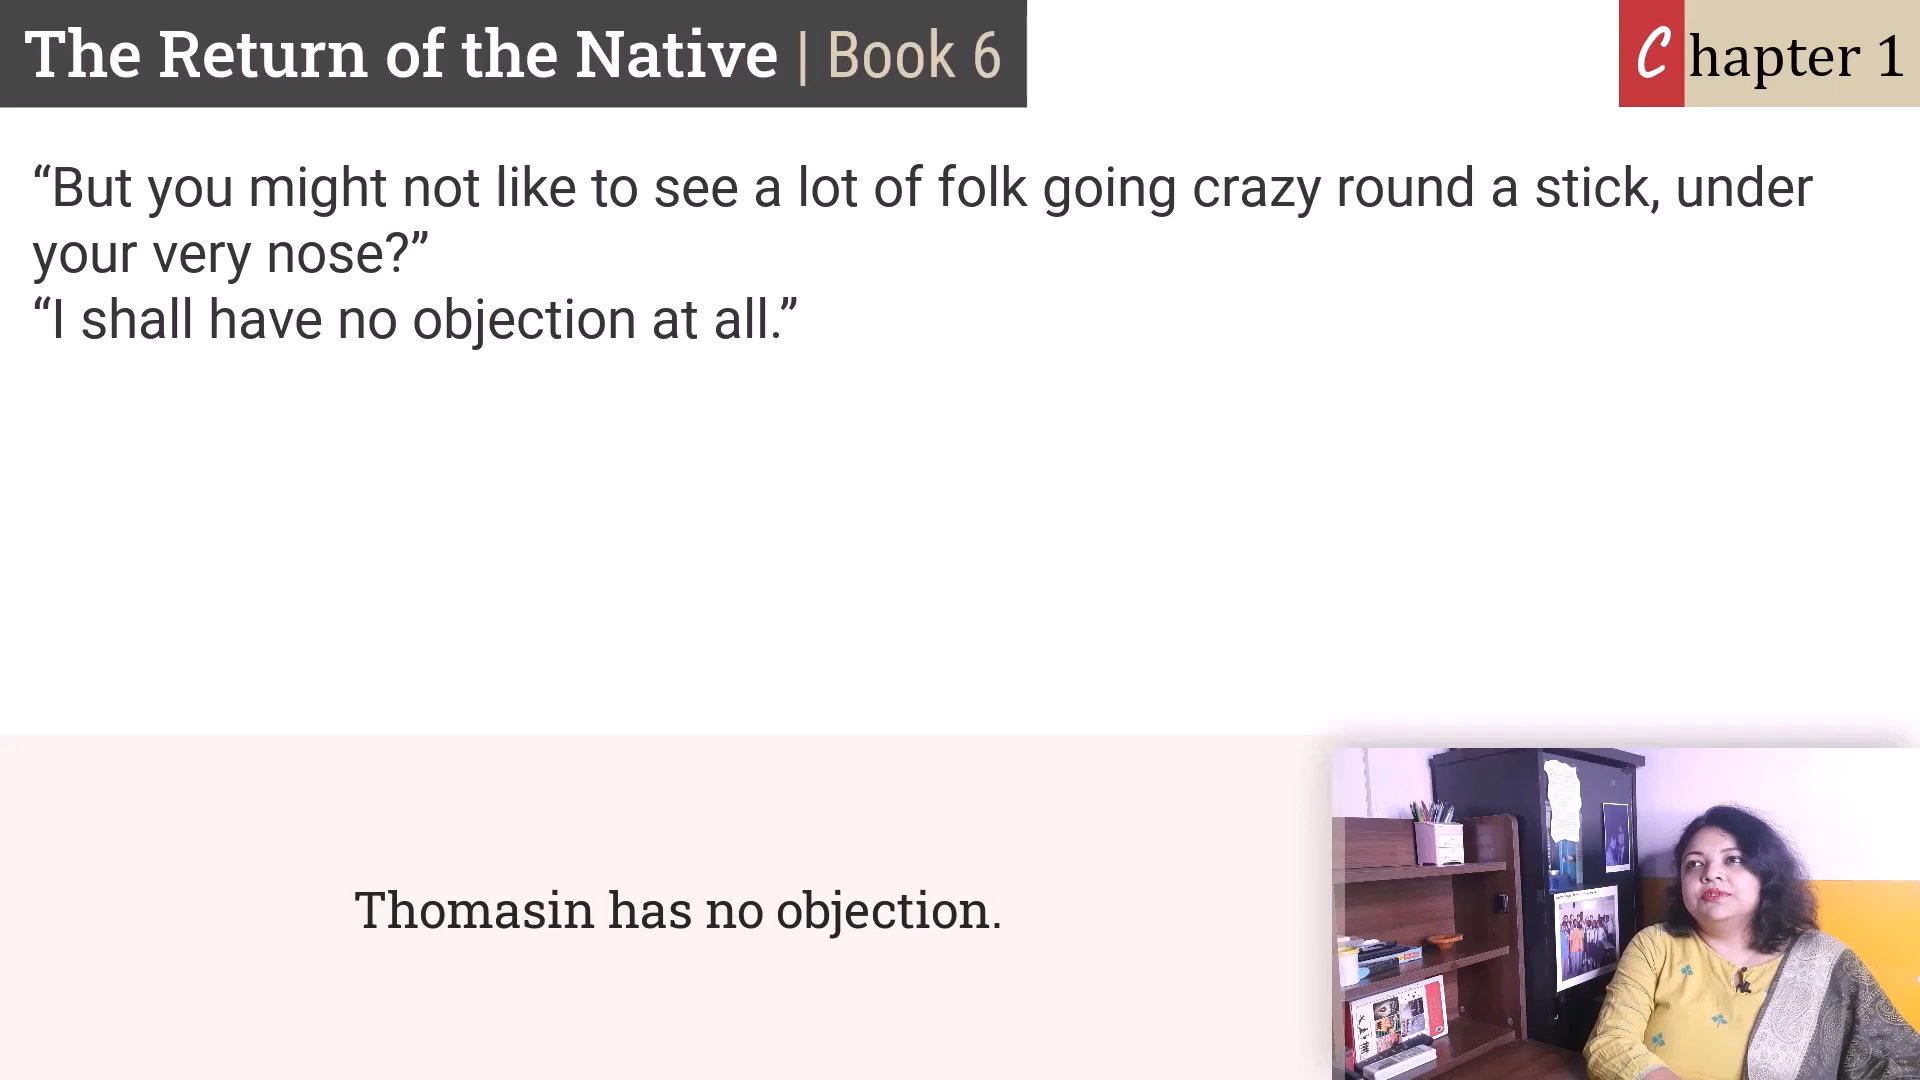 The Return of the Native | Book 6
Chapter 1
“But you might not like to see a lot of folk going crazy round a stick, under
your very nose?”
“I shall have no objection at all.”
Thomasin has no objection.